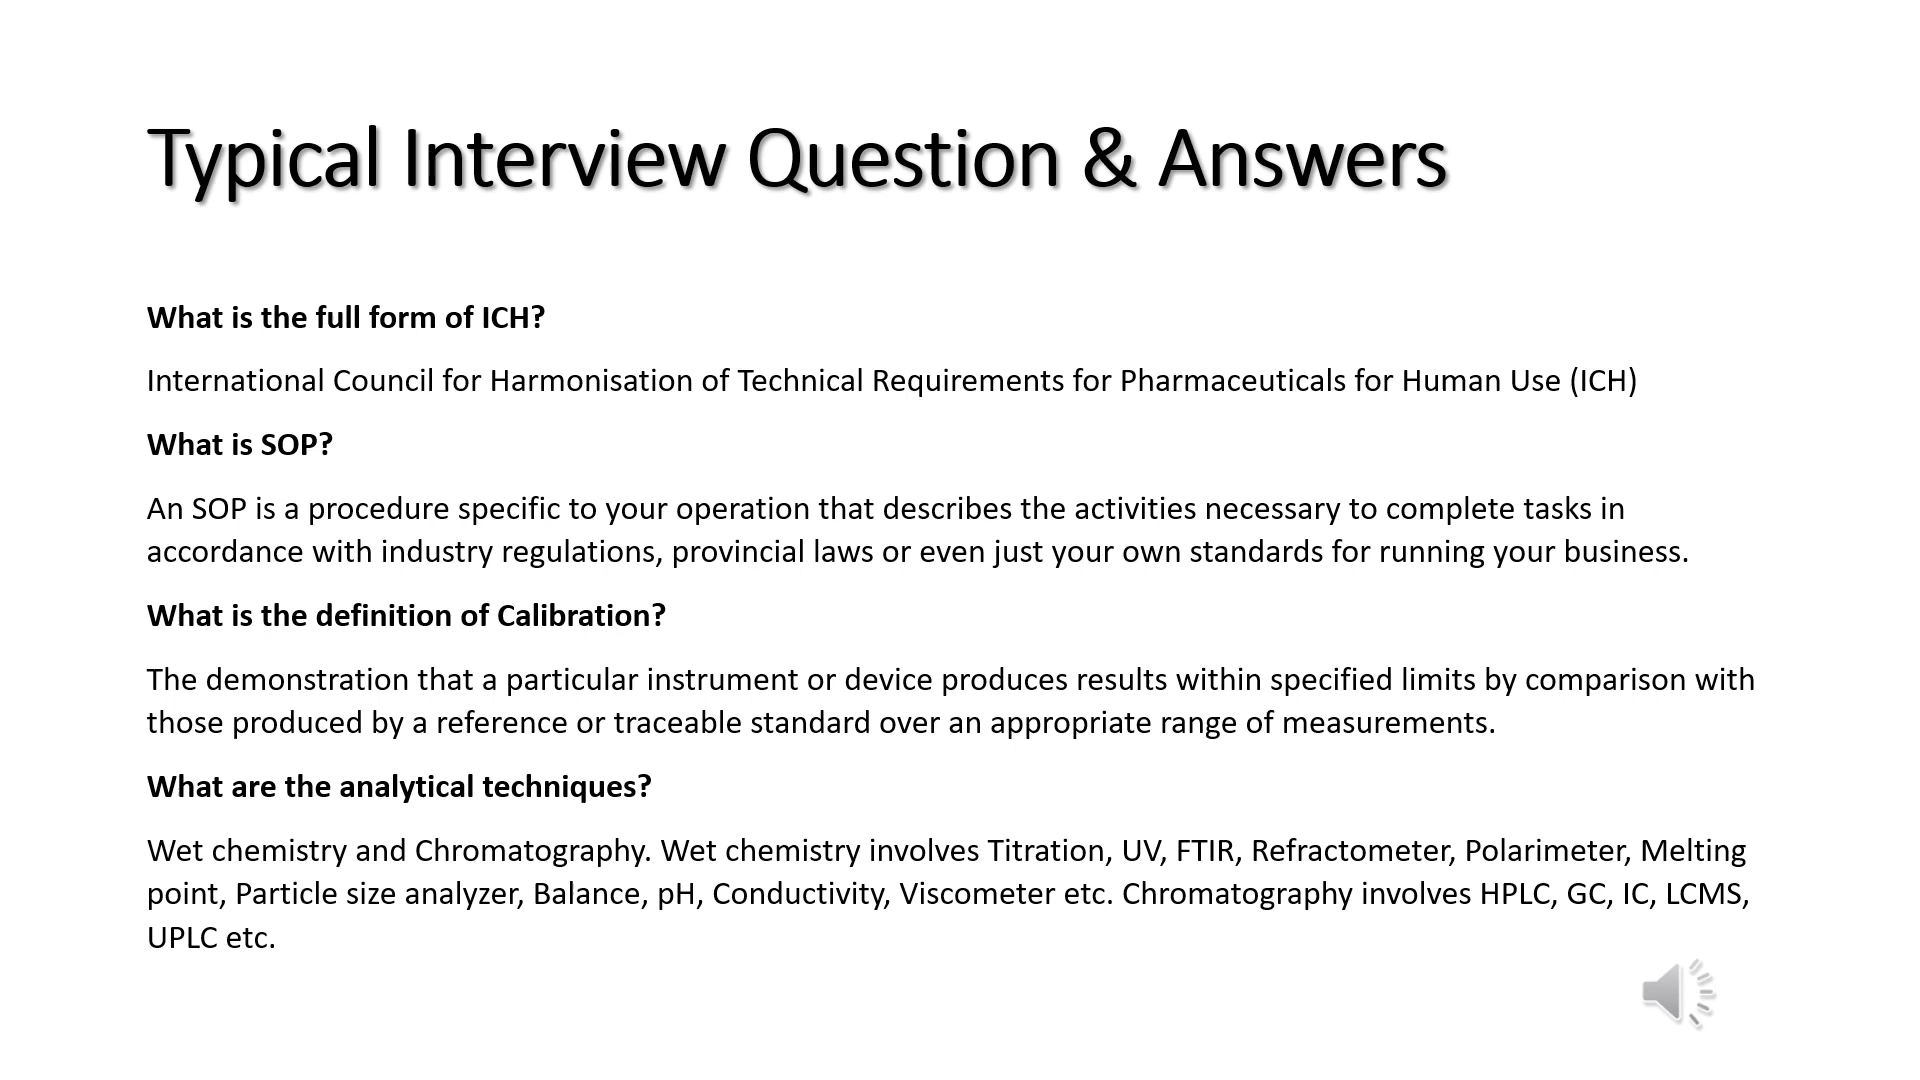 Typical Interview Question & Answers
What is the full form of ICH?
International Council for Harmonisation of Technical Requirements for Pharmaceuticals for Human Use (ICH)
What is SOP?
An SOP is a procedure specific to your operation that describes the activities necessary to complete tasks in
accordance with industry regulations, provincial laws or even just your own standards for running your business.
What is the definition of Calibration?
The demonstration that a particular instrument or device produces results within specified limits by comparison with
those produced by a reference or traceable standard over an appropriate range of measurements.
What are the analytical techniques?
Wet chemistry and Chromatography. Wet chemistry involves Titration, UV, FTIR, Refractometer, Polarimeter, Melting
point, Particle size analyzer, Balance, pH, Conductivity, Viscometer etc. Chromatography involves HPLC, GC, IC, LCMS,
UPLC etc.